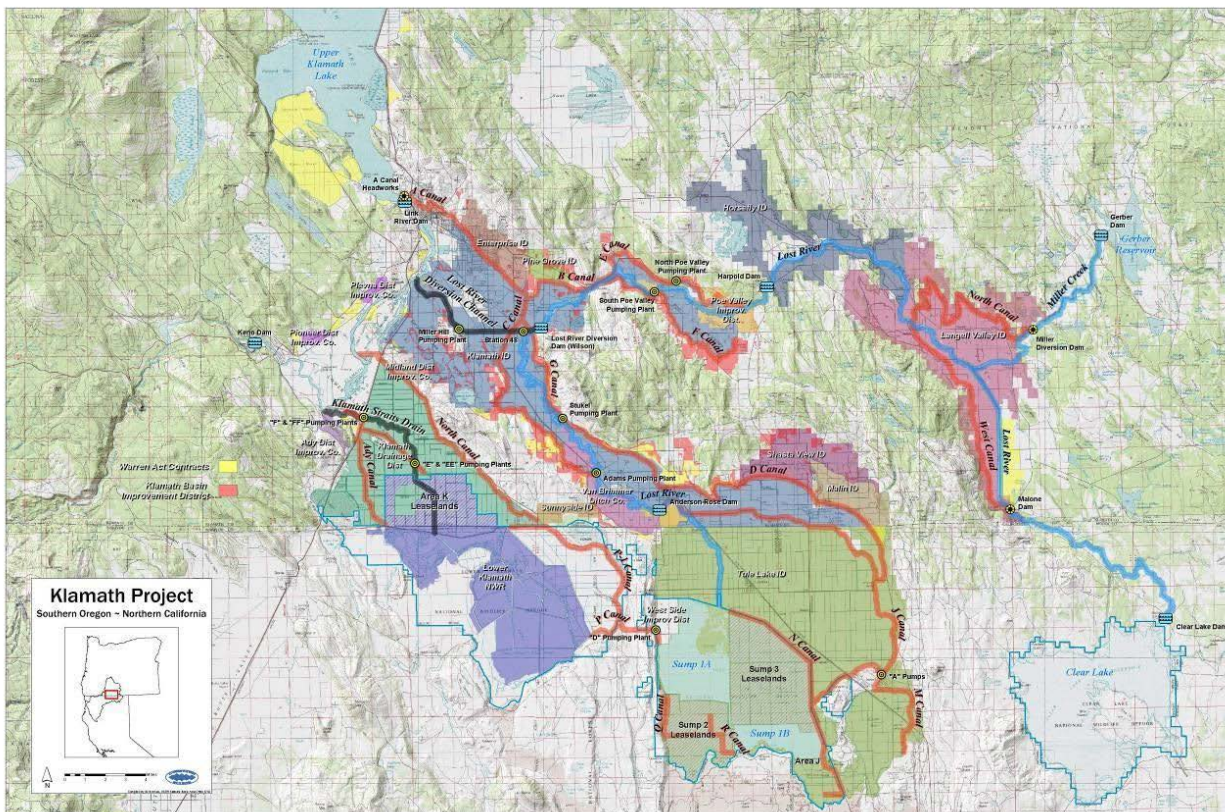 Upper
Klamath
Lake
A Canal
Headworks
A Canal
Link
River Dam
Enterprise ID
Pine Grove ID
Horsefly ID
Gerber
Dam
Gerber
Reservoir
Miller Creek
Lost River
Harpold Dam
North Poe Valley
Pumping Plant
E Canal
B Canal
South Poe Valley
Pumping Plant
Poe Valley
Improv.
Dist.
F Canal
North Canal
Langell Valley ID
Miller
Diversion Dam
Lost River
Diversion Channel
C Canal
Plevna Dist
Improv. Co.
Pioneer Dist
Improv. Co.
Keno Dam
Miller Hill
Pumping Plant
Station 48
Lost River Diversion
Dam (Wilson)
Klamath ID
Midland Dist
Improv. Co.
G Canal
Stukel
Pumping Plant
Klamath Straits Drain
"F" & "FF" Pumping Plants
North Canal
Ady Dist
Improv. Co.
Ady Canal
Klamath
Drainage
Dist
"E" & "EE" Pumping Plants
Adams Pumping Plant
Shasta View ID
D Canal
Malin ID
West Canal
Lost River
Malone
Dam
Warren Act Contracts
Klamath Basin
Improvement District
Area K
Leaselands
Van Brimmer
Ditch Co.
Sunnyside ID
Lost River
Anderson-Rose Dam
Lower
Klamath
NWR
P-1 Canal
P Canal
"D" Pumping Plant
West Side
Improv Dist
Tule Lake ID
J Canal
N Canal
Sump 1A
Sump 3
Leaselands
"A" Pumps
M Canal
Q Canal
Sump 2
Leaselands
R Canal
Sump 1B
Area J
Clear Lake Dam
Clear Lake
Klamath Project
Southern Oregon ~ Northern California
N